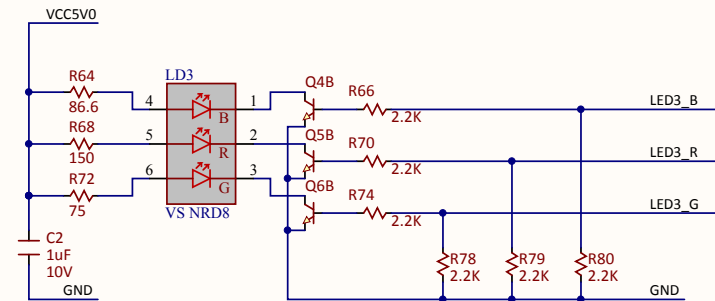 VCC5V0
R64
86.6
R68
150
R72
75
C2
1uF
10V
GND
LD3
4
1
B
5
2
R
6
3
G
VS NRD8
Q4B
R66
2.2K
LED3_B
Q5B
R70
2.2K
LED3_R
Q6B
R74
2.2K
LED3_G
R78
2.2K
R79
2.2K
R80
2.2K
GND